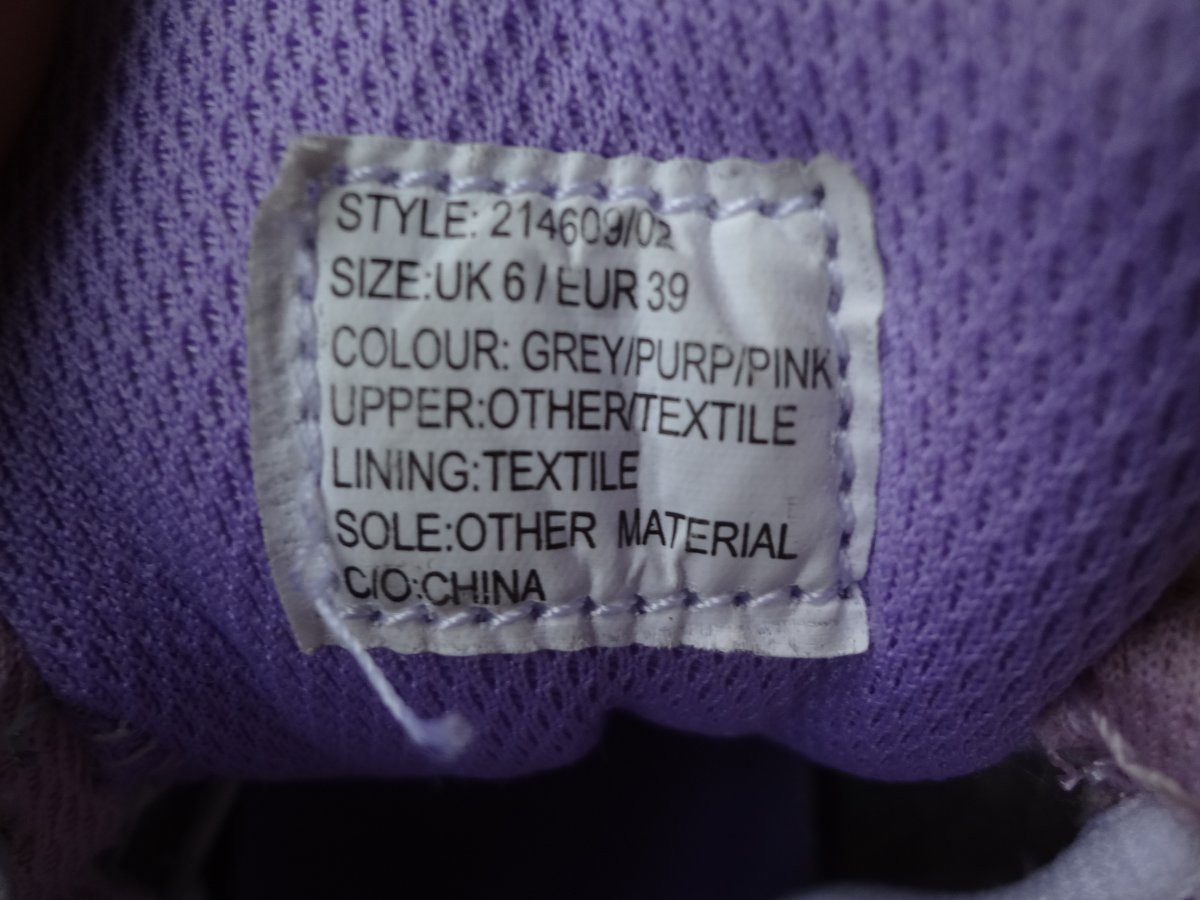 STYLE: 214609/02
SIZE:UK 6 / EUR 39
COLOUR: GREY/PURP/PINK
UPPER:OTHER/TEXTILE
LINING:TEXTILE
SOLE:OTHER MATERIAL
C/O:CHINA